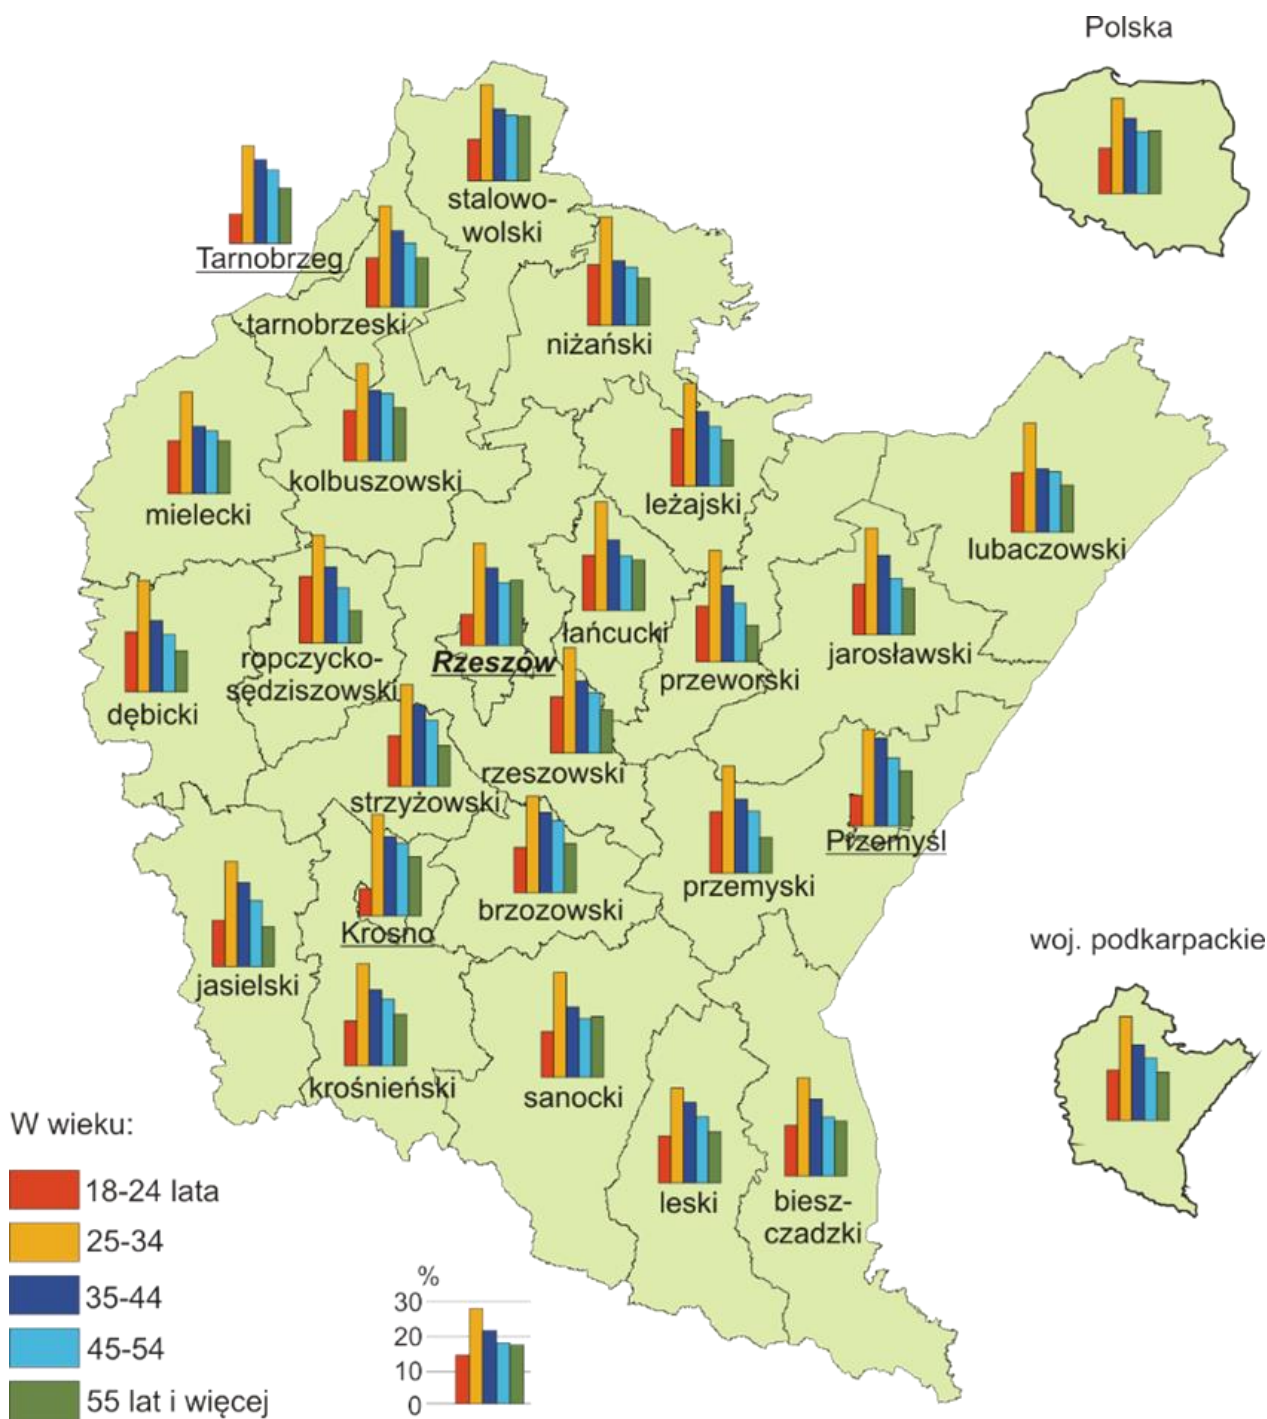 Polska
stalowo-
wolski
Tarnobrzeg
tarnobrzeski
niżański
kolbuszowski
mielecki
leżajski
lubaczowski
łańcucki
jarosławski
ropczycko-
sędziszowski
Rzeszów
przeworski
dębicki
rzeszowski
strzyżowski
Przemyśl
przemyski
brzozowski
Krosno
woj. podkarpackie
jasielski
krośnieński
sanocki
leski
biesz-
czadzki
W wieku:
18-24 lata
25-34
35-44
45-54
55 lat i więcej
%
30
20
10
0